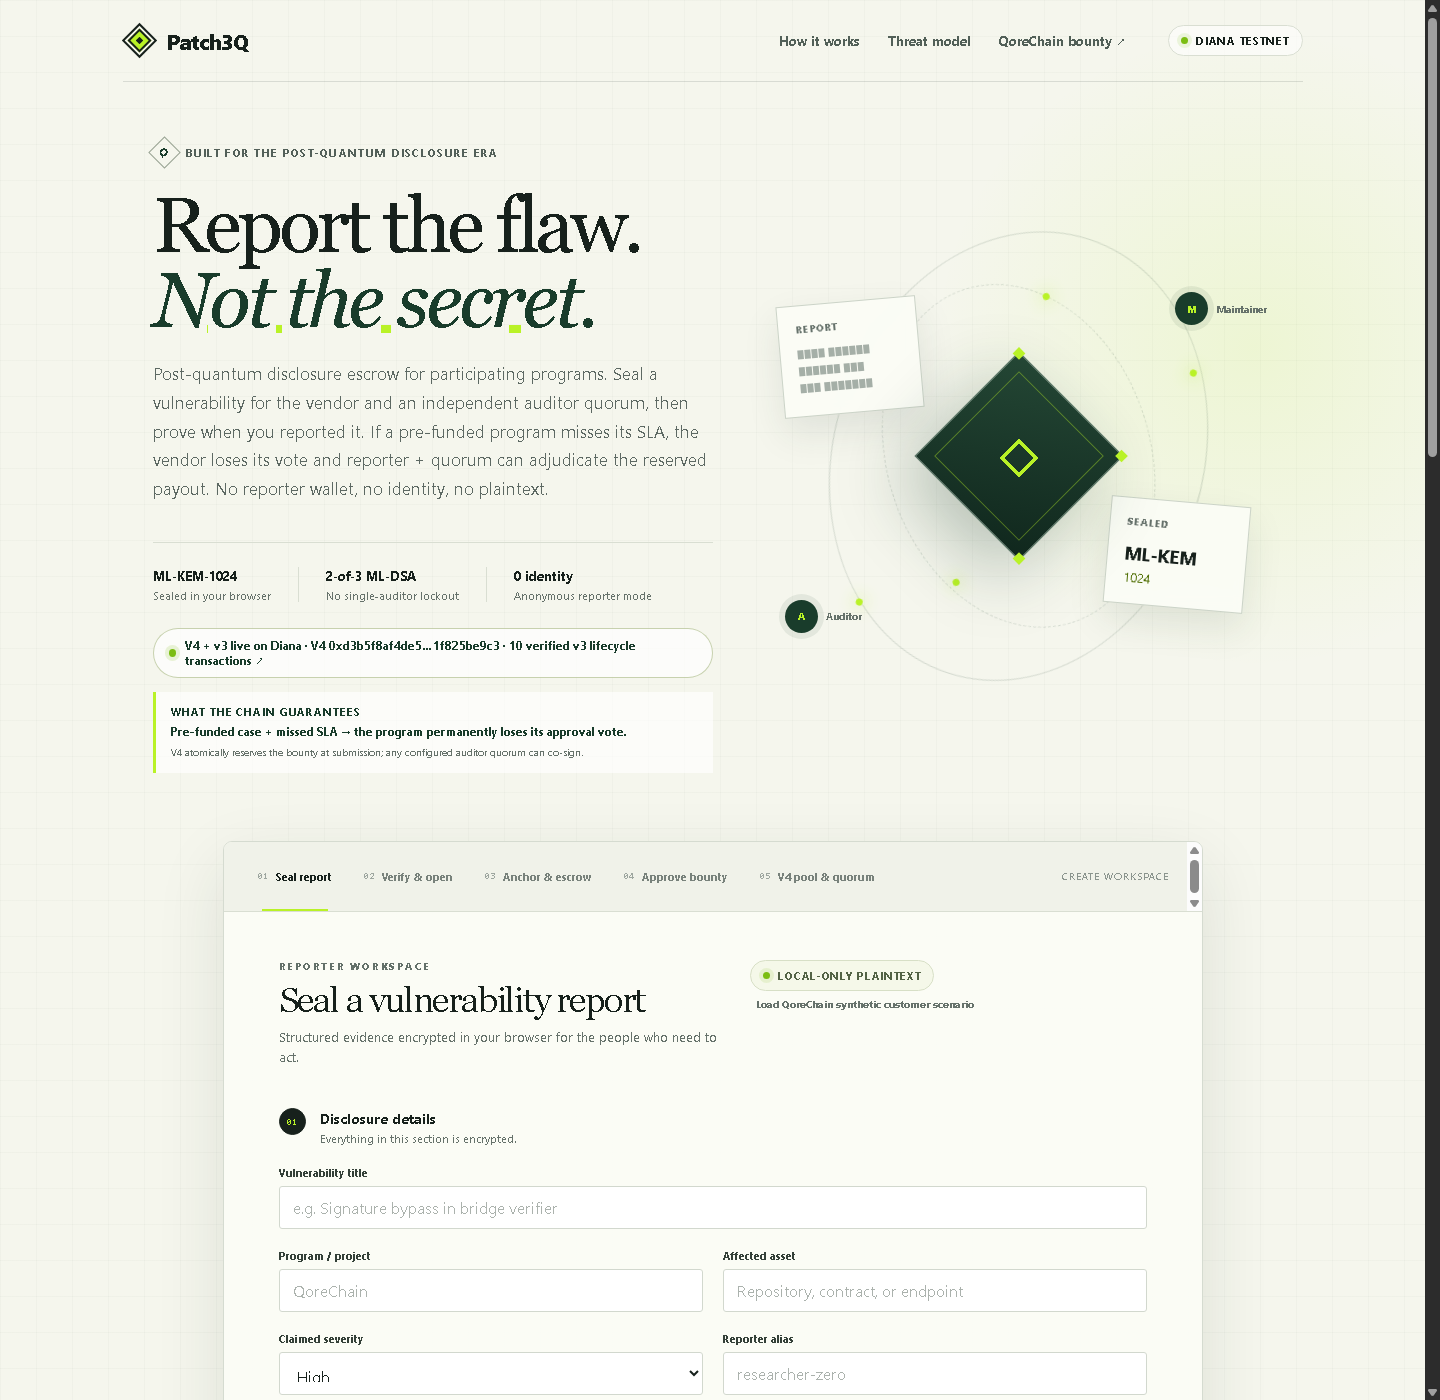 Patch3Q
How it works
Threat model
QoreChain bounty ↗
DIANA TESTNET
BUILT FOR THE POST-QUANTUM DISCLOSURE ERA
Report the flaw.
Not the secret.
Post-quantum disclosure escrow for participating programs. Seal a
vulnerability for the vendor and an independent auditor quorum, then
prove when you reported it. If a pre-funded program misses its SLA, the
vendor loses its vote and reporter + quorum can adjudicate the reserved
payout. No reporter wallet, no identity, no plaintext.
ML-KEM-1024
Sealed in your browser
2-of-3 ML-DSA
No single-auditor lockout
0 identity
Anonymous reporter mode
V4 + v3 live on Diana · V4 0xd3b5f8af4de5…1f825be9c3 · 10 verified v3 lifecycle
transactions ↗
WHAT THE CHAIN GUARANTEES
Pre-funded case + missed SLA → the program permanently loses its approval vote.
V4 atomically reserves the bounty at submission; any configured auditor quorum can co-sign.
REPORT
M
Maintainer
SEALED
ML-KEM
1024
A
Auditor
01 Seal report
02 Verify & open
03 Anchor & escrow
04 Approve bounty
05 V4 pool & quorum
CREATE WORKSPACE
REPORTER WORKSPACE
Seal a vulnerability report
Structured evidence encrypted in your browser for the people who need to
act.
LOCAL-ONLY PLAINTEXT
Load QoreChain synthetic customer scenario
01
Disclosure details
Everything in this section is encrypted.
Vulnerability title
e.g. Signature bypass in bridge verifier
Program / project
QoreChain
Affected asset
Repository, contract, or endpoint
Claimed severity
High
Reporter alias
researcher-zero